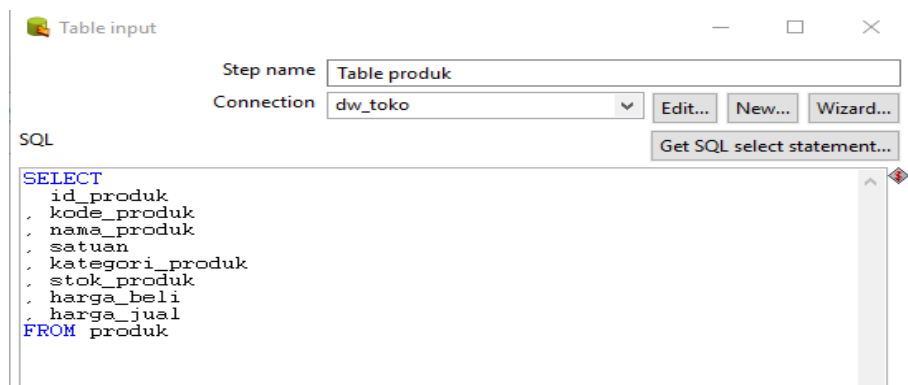 Table input
Step name Table produk
Connection dw_toko Edit... New... Wizard...
SQL Get SQL select statement...
SELECT
  id_produk
, kode_produk
, nama_produk
, satuan
, kategori_produk
, stok_produk
, harga_beli
, harga_jual
FROM produk